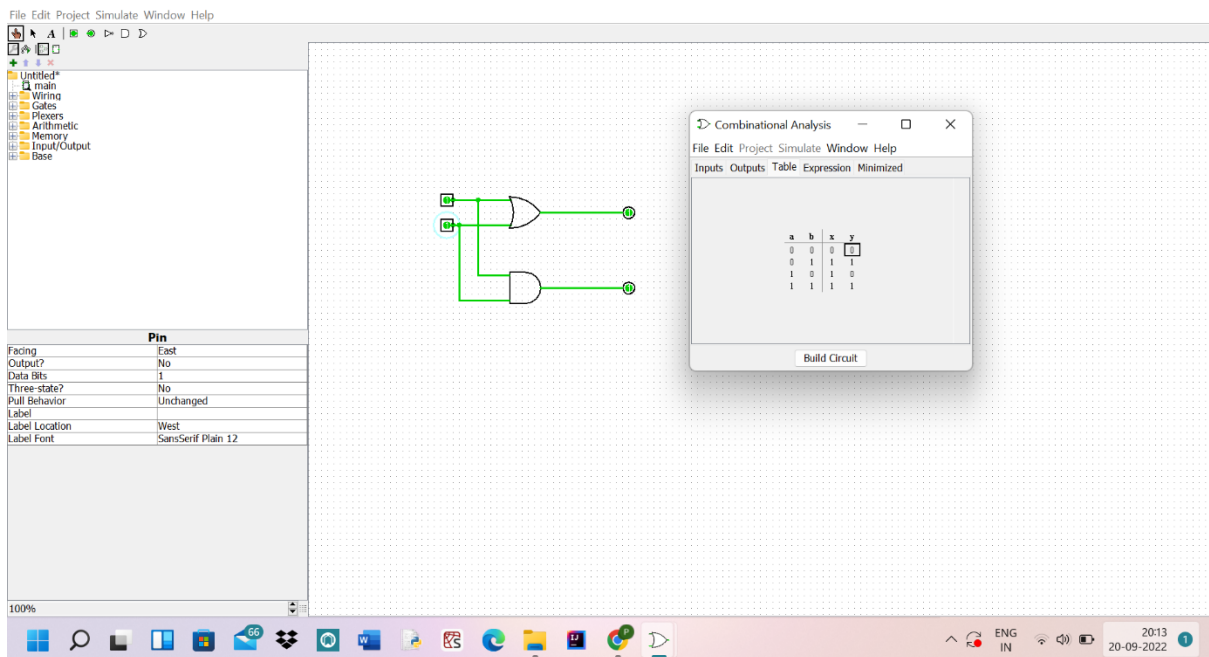 File Edit Project Simulate Window Help
A
Untitled*
main
Wiring
Gates
Plexers
Arithmetic
Memory
Input/Output
Base
Combinational Analysis
File Edit Project Simulate Window Help
Inputs Outputs Table Expression Minimized
a b x y
0 0 0 0
0 1 1 1
1 0 1 0
1 1 1 1
Build Circuit
Pin
Facing East
Output? No
Data Bits 1
Three-state? No
Pull Behavior Unchanged
Label
Label Location West
Label Font SansSerif Plain 12
100%
66
W
IJ
P
ENG
IN
20:13
20-09-2022
1